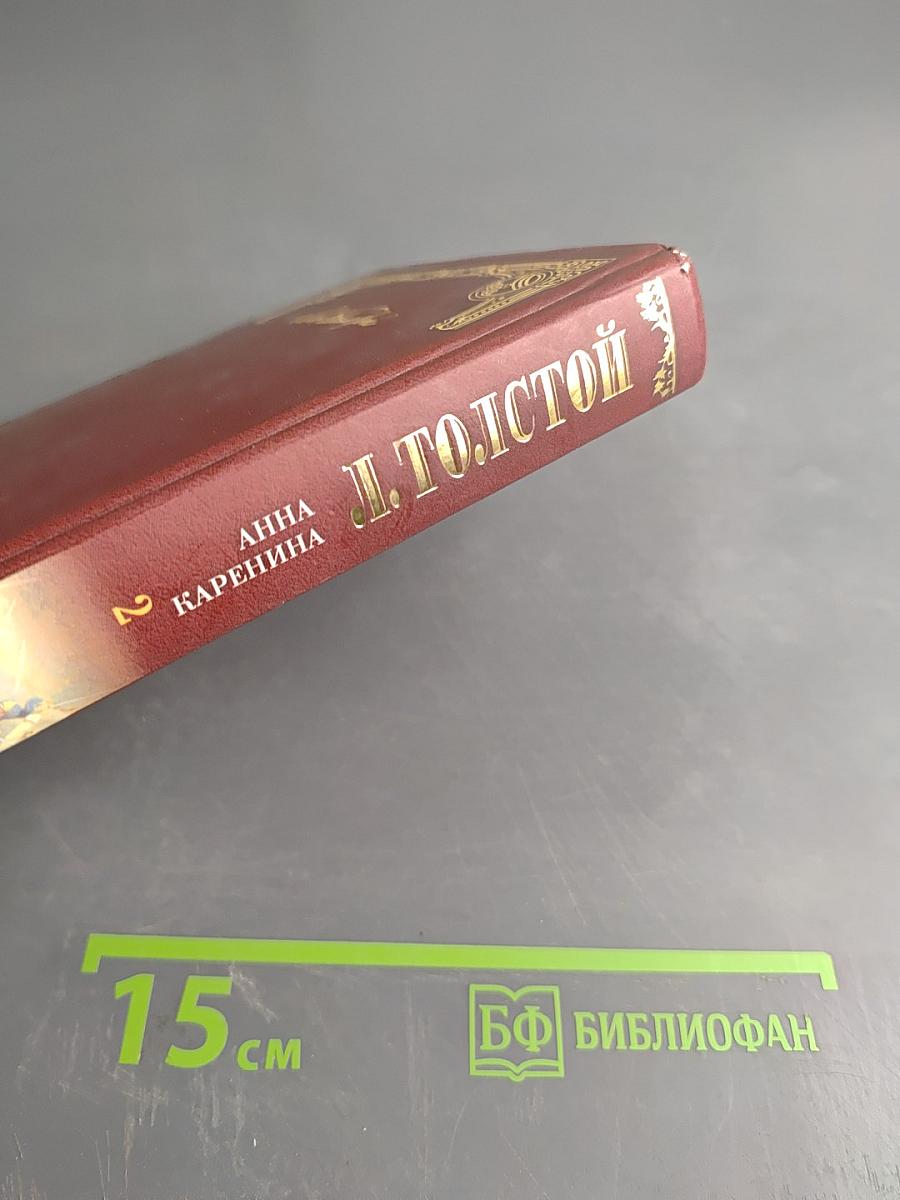 Л. ТОЛСТОЙ
АННА
КАРЕНИНА
2
15 см
БФ БИБЛИОФАН